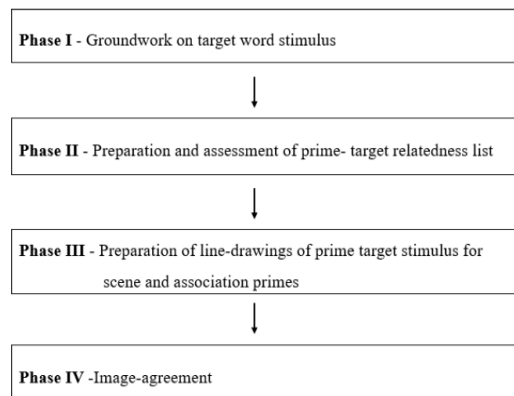 Phase I - Groundwork on target word stimulus
Phase II - Preparation and assessment of prime- target relatedness list
Phase III - Preparation of line-drawings of prime target stimulus for
scene and association primes
Phase IV -Image-agreement